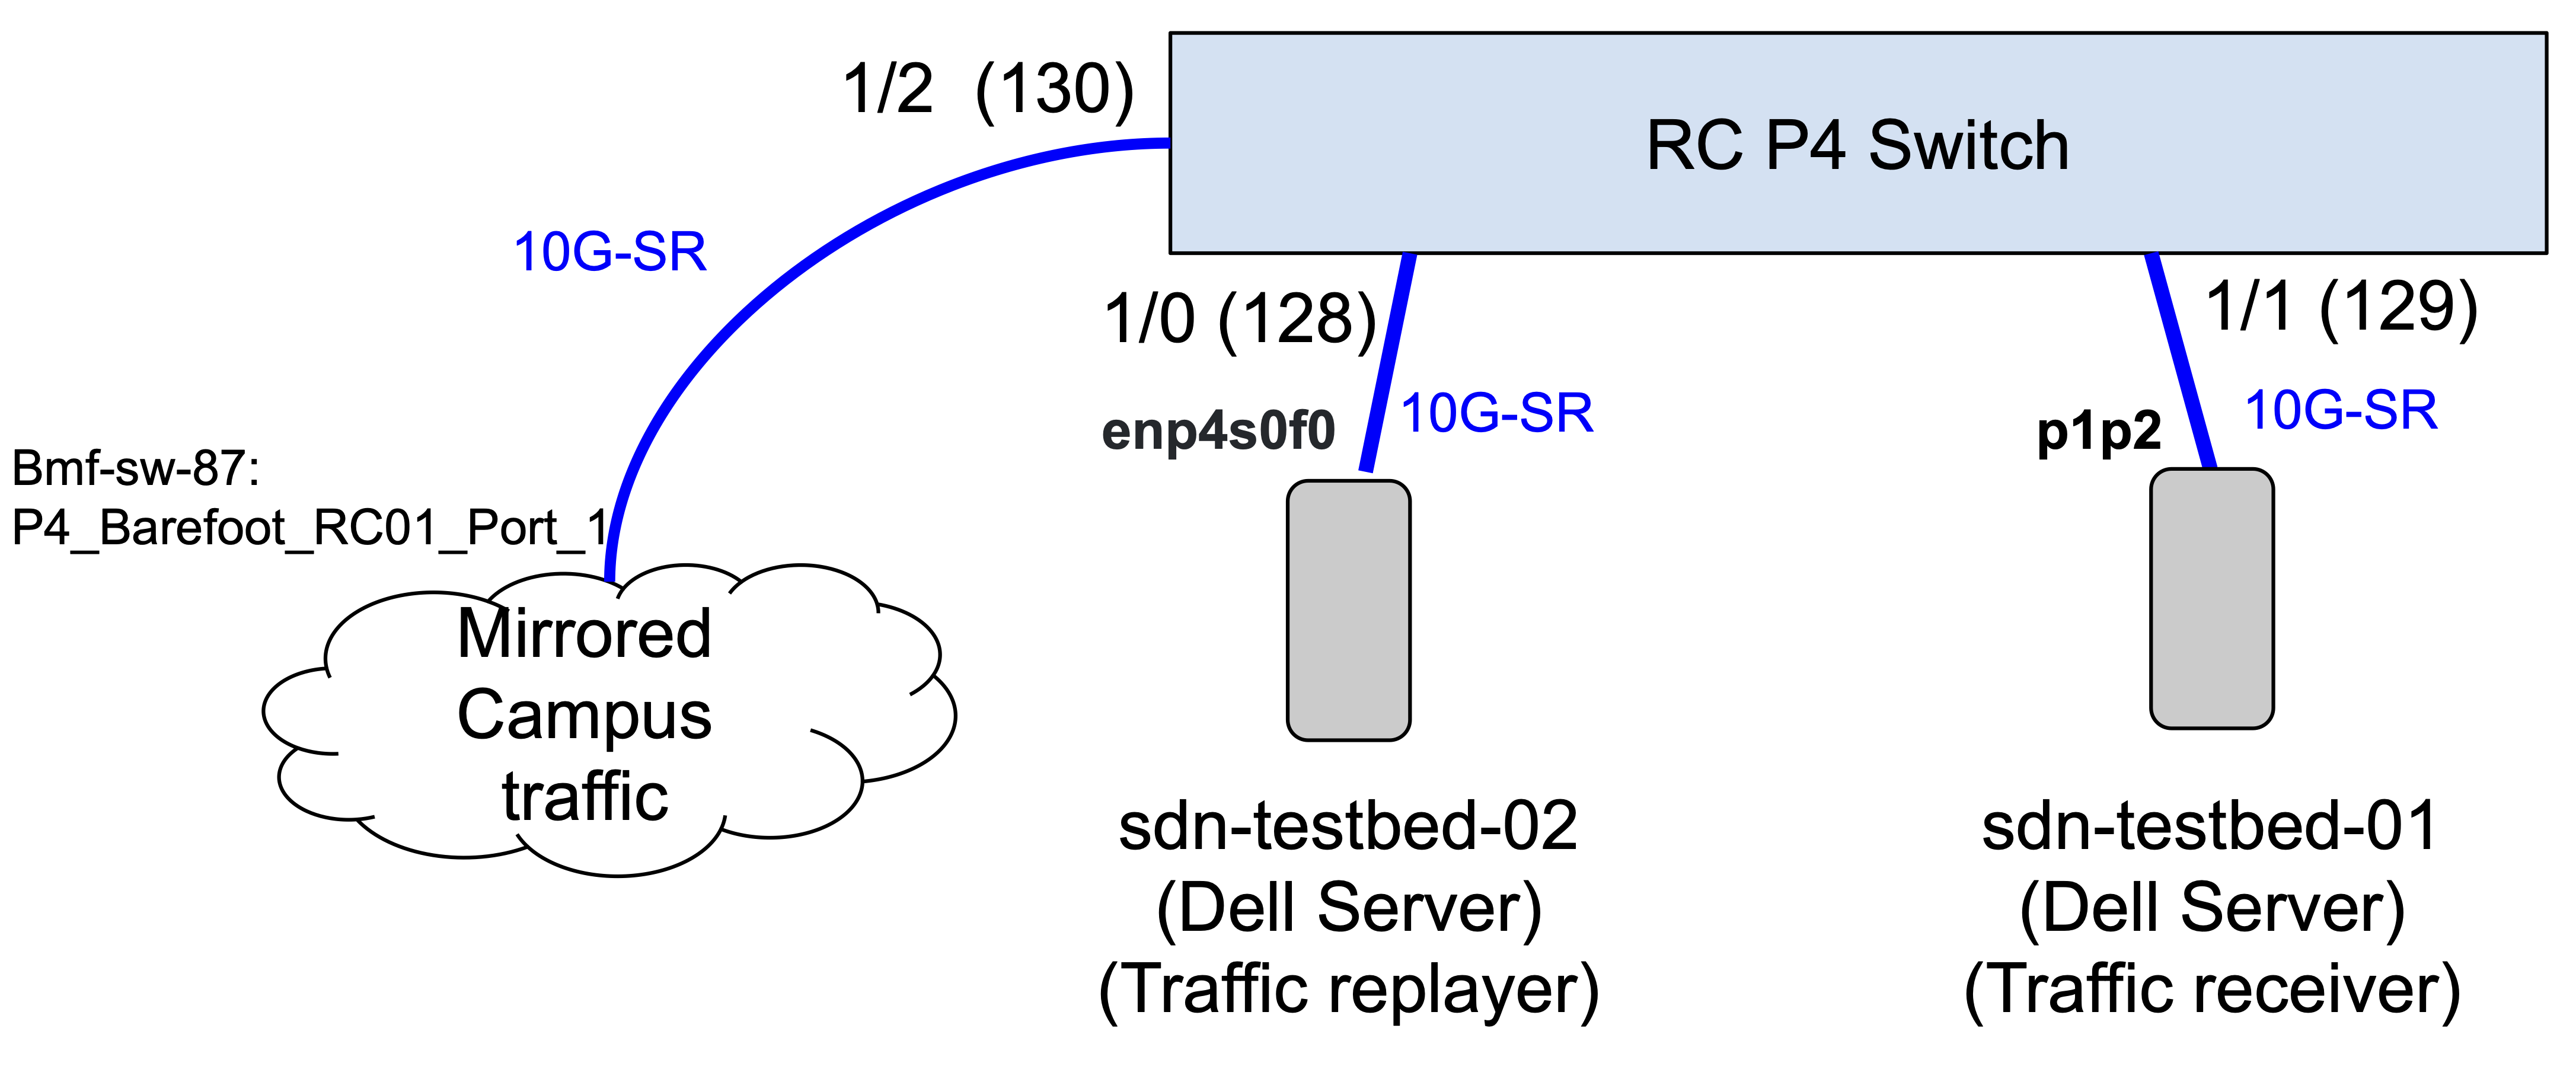 1/2 (130)
RC P4 Switch
10G-SR
1/0 (128)
1/1 (129)
enp4s0f0
10G-SR
p1p2
10G-SR
Bmf-sw-87:
P4_Barefoot_RC01_Port_1
Mirrored
Campus
traffic
sdn-testbed-02
(Dell Server)
(Traffic replayer)
sdn-testbed-01
(Dell Server)
(Traffic receiver)